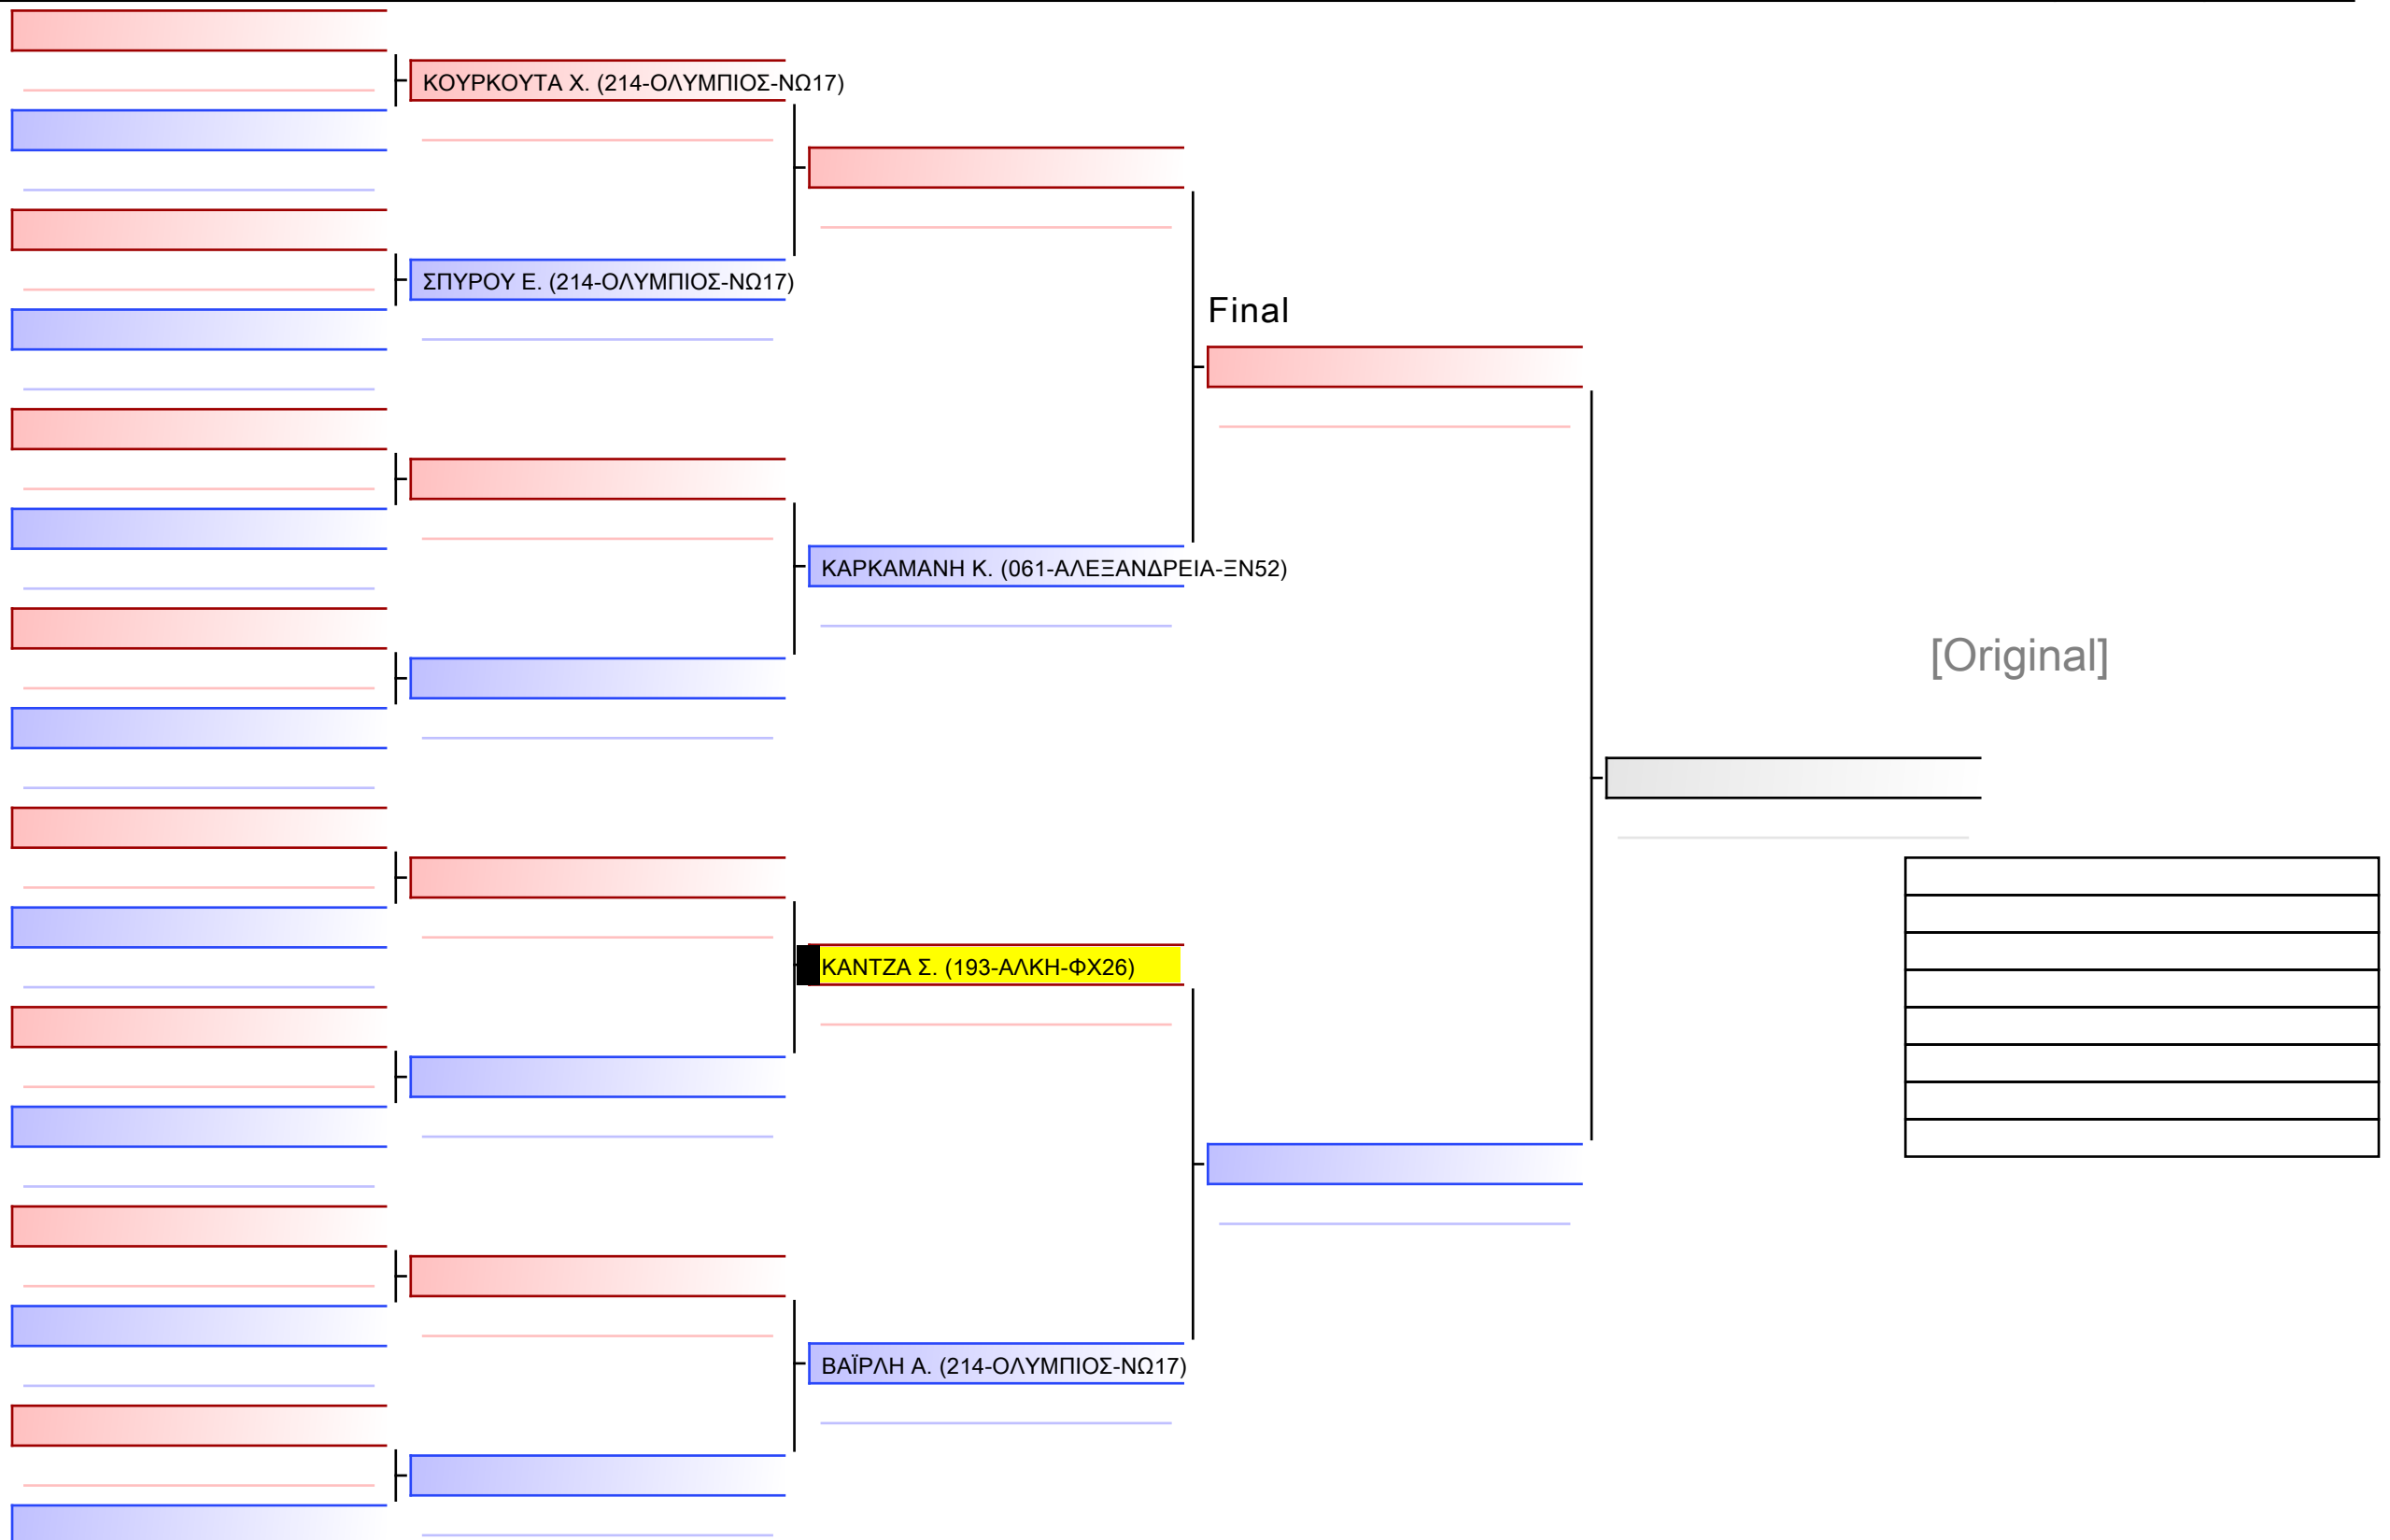 ΚΟΥΡΚΟΥΤΑ Χ. (214-ΟΛΥΜΠΙΟΣ-ΝΩ17)
ΣΠΥΡΟΥ Ε. (214-ΟΛΥΜΠΙΟΣ-ΝΩ17)
Final
ΚΑΡΚΑΜΑΝΗ Κ. (061-ΑΛΕΞΑΝΔΡΕΙΑ-ΞΝ52)
[Original]
ΚΑΝΤΖΑ Σ. (193-ΑΛΚΗ-ΦΧ26)
ΒΑΪΡΛΗ Α. (214-ΟΛΥΜΠΙΟΣ-ΝΩ17)